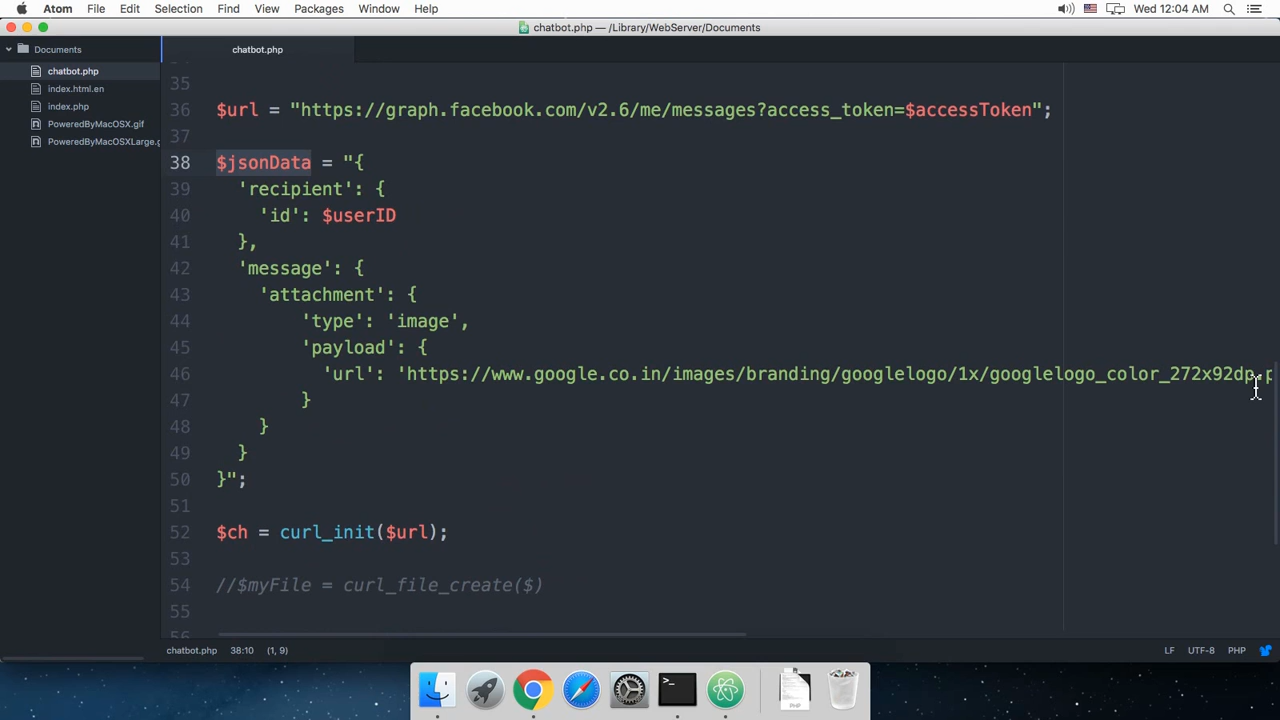 Atom File Edit Selection Find View Packages Window Help Wed 12:04 AM
chatbot.php — /Library/WebServer/Documents
Documents
chatbot.php
chatbot.php
index.html.en
index.php
PoweredByMacOSX.gif
PoweredByMacOSXLarge.g
35
36 $url = "https://graph.facebook.com/v2.6/me/messages?access_token=$accessToken";
37
38 $jsonData = "{
39 'recipient': {
40 'id': $userID
41 },
42 'message': {
43 'attachment': {
44 'type': 'image',
45 'payload': {
46 'url': 'https://www.google.co.in/images/branding/googlelogo/1x/googlelogo_color_272x92dp.p
47 }
48 }
49 }
50 }";
51
52 $ch = curl_init($url);
53
54 //$myFile = curl_file_create($)
55
56
chatbot.php 38:10 (1, 9) LF UTF-8 PHP
PHP